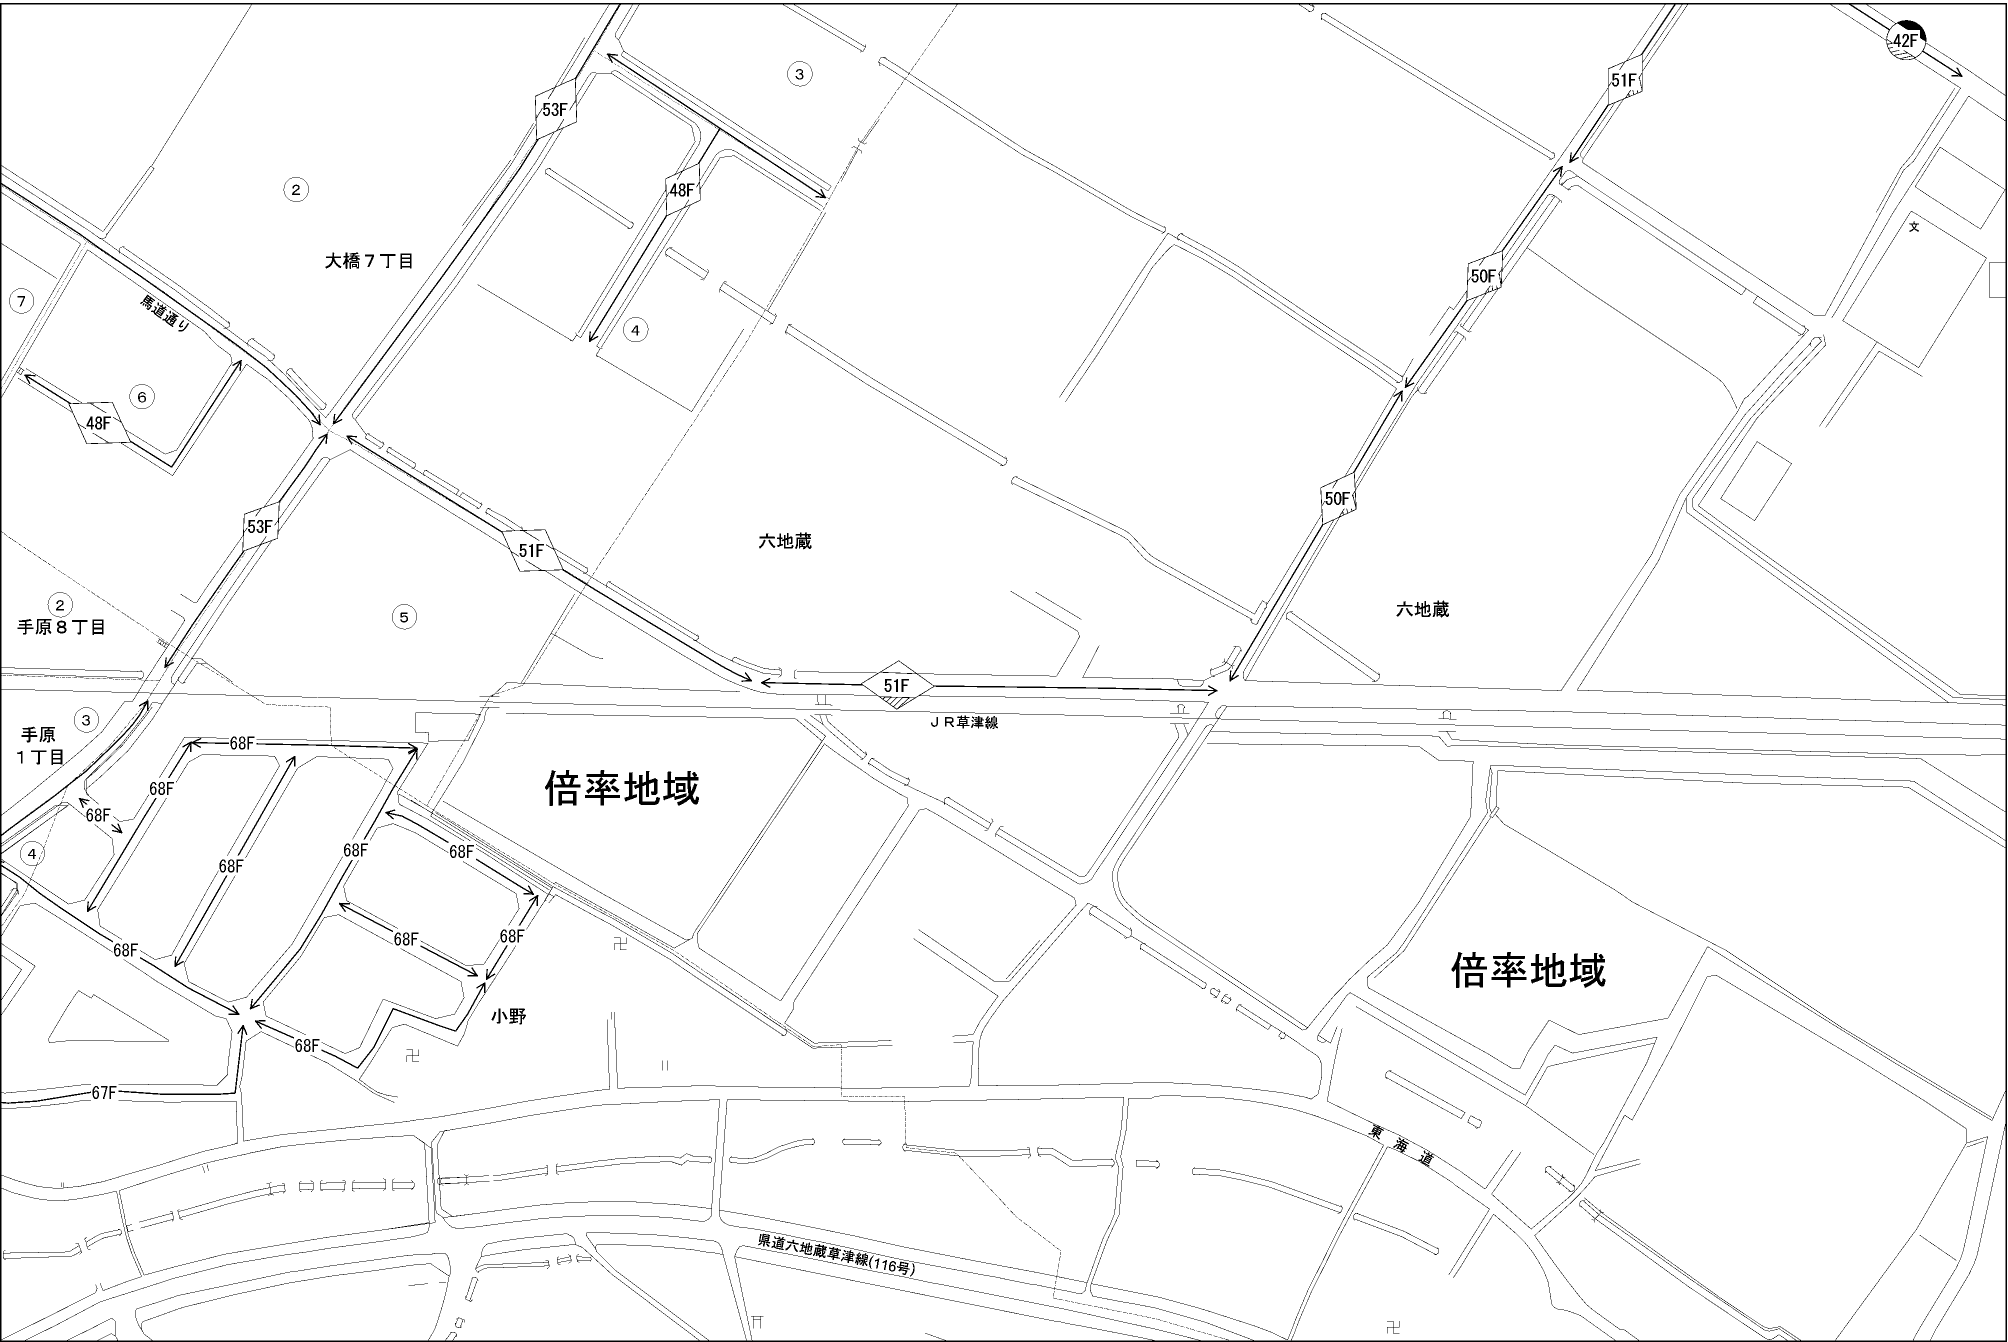 42F
3
51F
53F
2
48F
文
大橋７丁目
50F
7
馬道通り
4
6
48F
50F
53F
51F
六地蔵
2
手原８丁目
5
六地蔵
51F
3
手原
１丁目
ＪＲ草津線
68F
68F
倍率地域
68F
4
68F
68F
68F
68F
68F
68F
68F
倍率地域
小野
68F
67F
東海道
県道六地蔵草津線(116号)